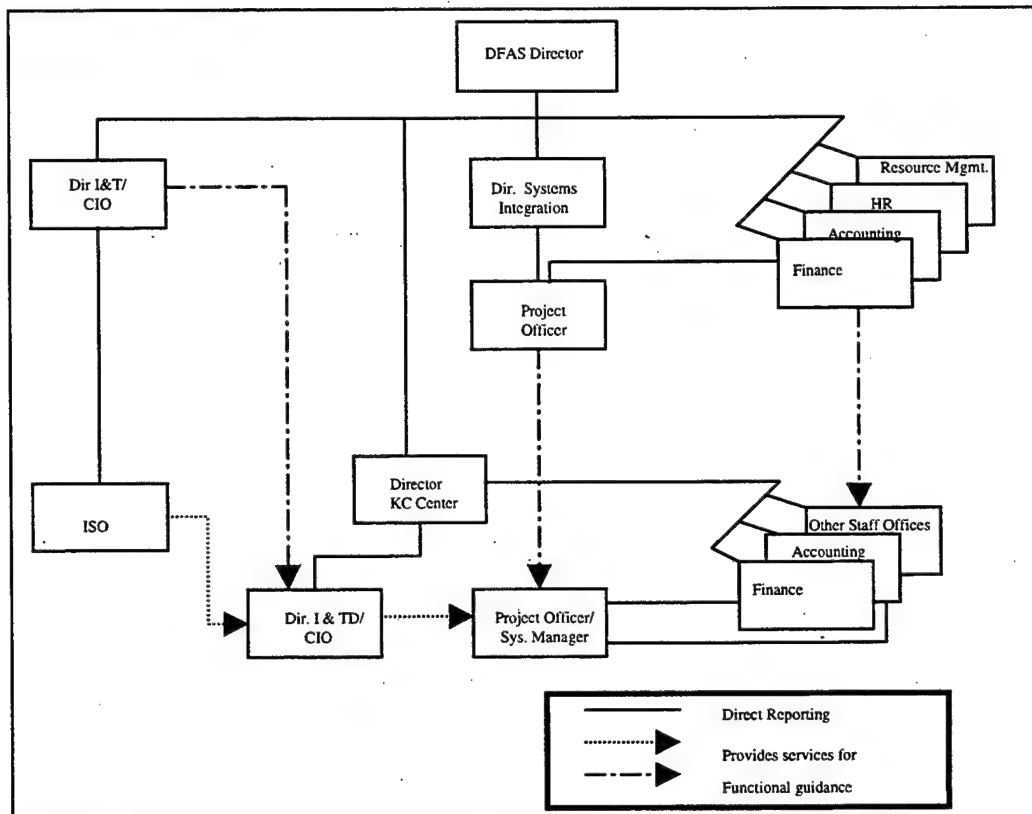 DFAS Director
Dir I&T/
CIO
Dir. Systems
Integration
Resource Mgmt.
HR
Accounting
Finance
Project
Officer
ISO
Director
KC Center
Other Staff Offices
Accounting
Finance
Dir. I & TD/
CIO
Project Officer/
Sys. Manager
Direct Reporting
Provides services for
Functional guidance